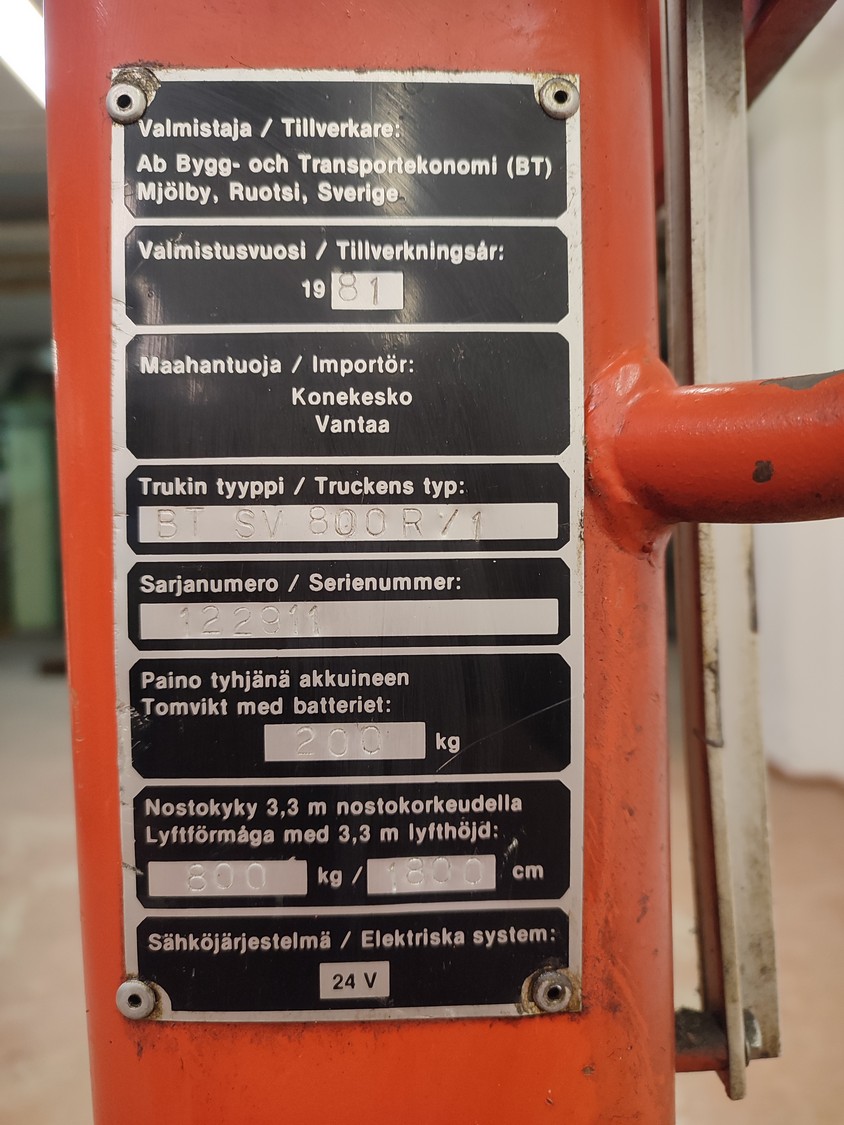 Valmistaja / Tillverkare:
Ab Bygg- och Transportekonomi (BT)
Mjölby, Ruotsi, Sverige
Valmistusvuosi / Tillverkningsår:
19 81
Maahantuoja / Importör:
Konekesko
Vantaa
Trukin tyyppi / Truckens typ:
BT SV 800R/1
Sarjanumero / Serienummer:
122911
Paino tyhjänä akkuineen
Tomvikt med batteriet:
200 kg
Nostokyky 3,3 m nostokorkeudella
Lyftförmåga med 3,3 m lyfthöjd:
800 kg / 1800 cm
Sähköjärjestelmä / Elektriska system:
24 V